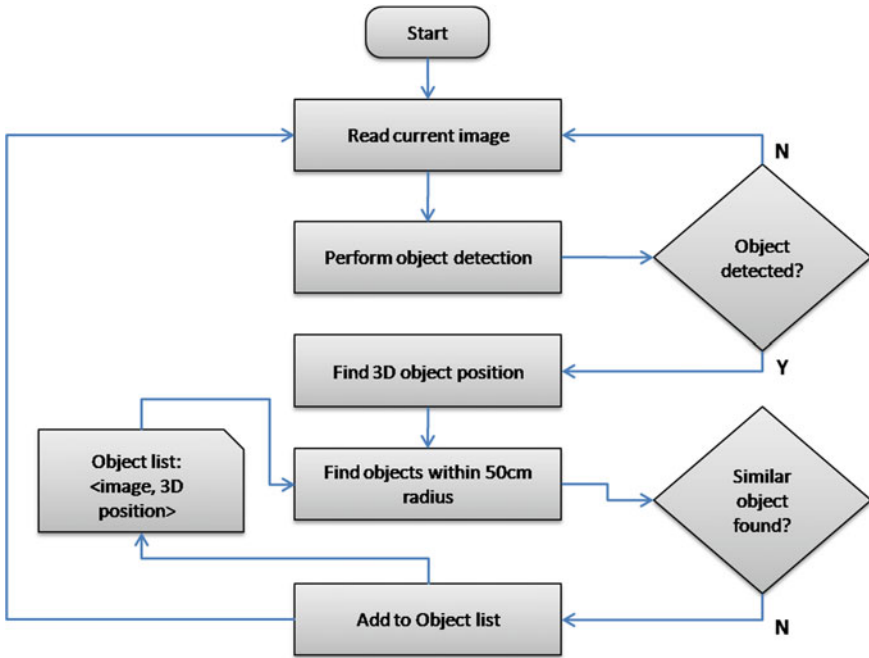 Start
Read current image
N
Perform object detection
Object
detected?
Find 3D object position
Y
Object list:
<image, 3D
position>
Find objects within 50cm
radius
Similar
object
found?
Add to Object list
N